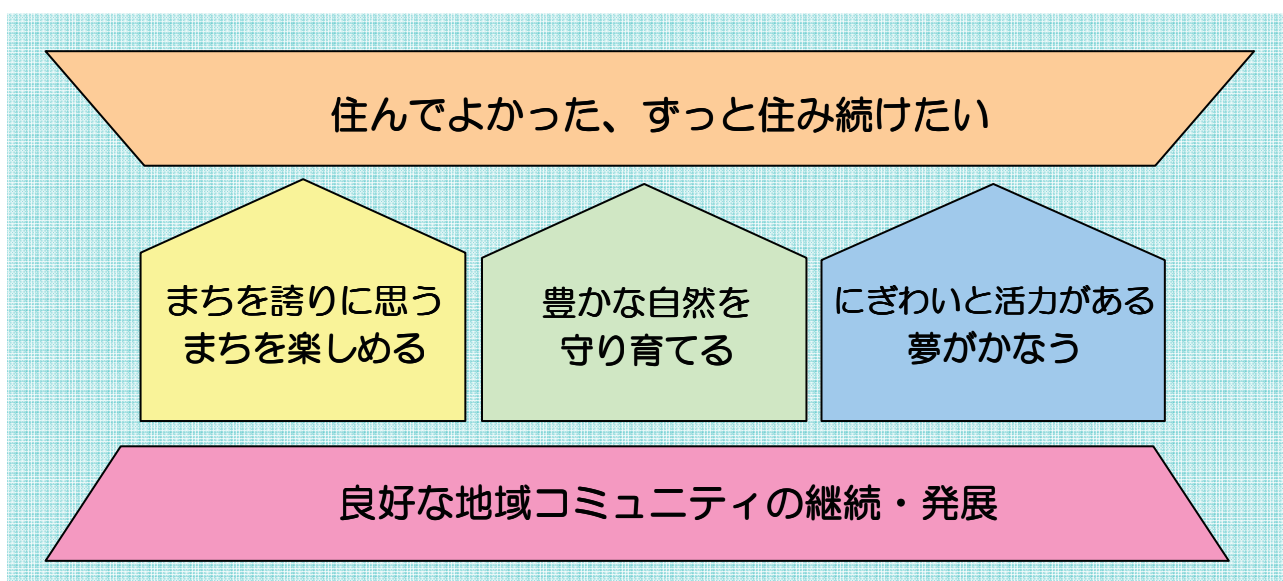 住んでよかった、ずっと住み続けたい
まちを誇りに思う
まちを楽しめる
豊かな自然を
守り育てる
にぎわいと活力がある
夢がかなう
良好な地域コミュニティの継続・発展